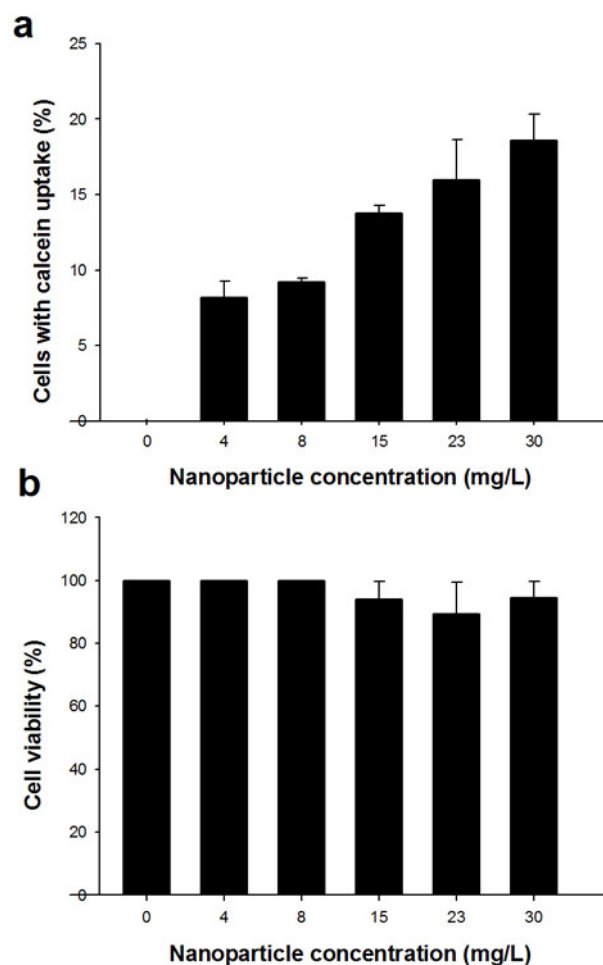 a
Cells with calcein uptake (%)
25
20
15
10
5
0
0 4 8 15 23 30
Nanoparticle concentration (mg/L)
b
Cell viability (%)
120
100
80
60
40
20
0
0 4 8 15 23 30
Nanoparticle concentration (mg/L)